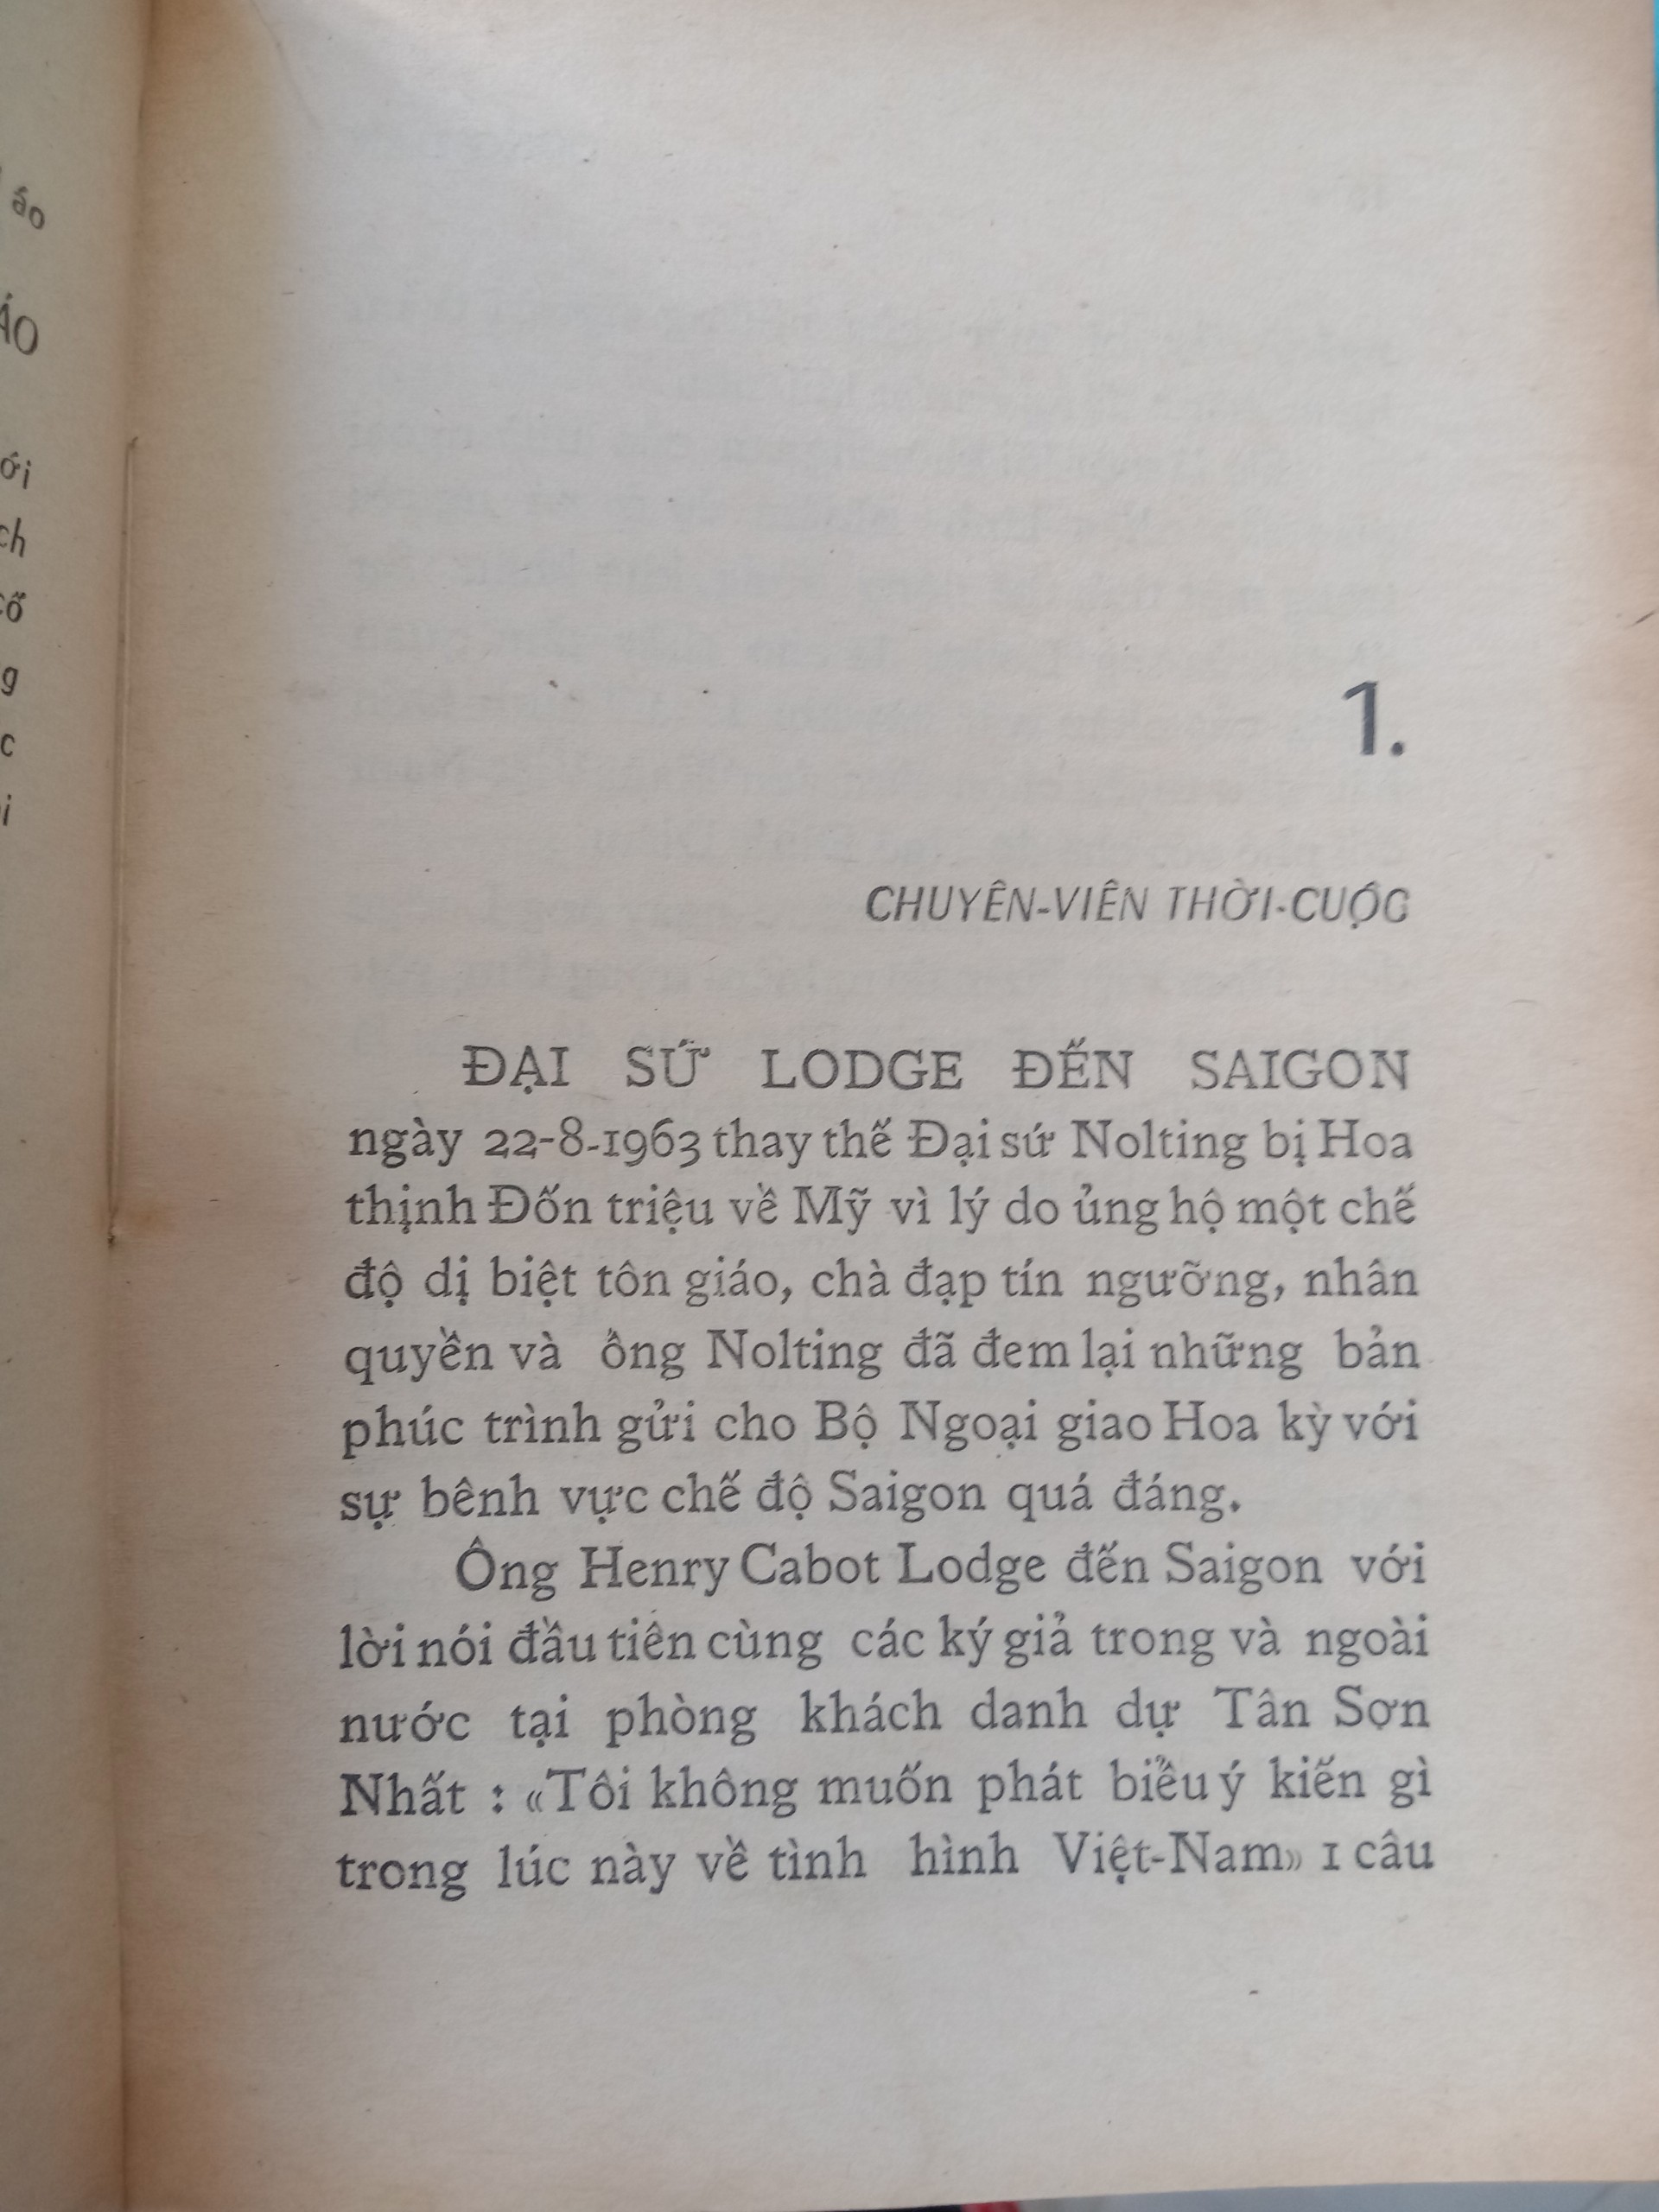 ảo
ẢO
ới
ch
cố
g
c
i
1.
CHUYÊN-VIÊN THỜI-CUỘC
ĐẠI SỨ LODGE ĐẾN SAIGON
ngày 22-8-1963 thay thế Đại sứ Nolting bị Hoa
thịnh Đốn triệu về Mỹ vì lý do ủng hộ một chế
độ dị biệt tôn giáo, chà đạp tín ngưỡng, nhân
quyền và ông Nolting đã đem lại những bản
phúc trình gửi cho Bộ Ngoại giao Hoa kỳ với
sự bênh vực chế độ Saigon quá đáng.
Ông Henry Cabot Lodge đến Saigon với
lời nói đầu tiên cùng các ký giả trong và ngoài
nước tại phòng khách danh dự Tân Sơn
Nhất : «Tôi không muốn phát biểu ý kiến gì
trong lúc này về tình hình Việt-Nam» 1 câu